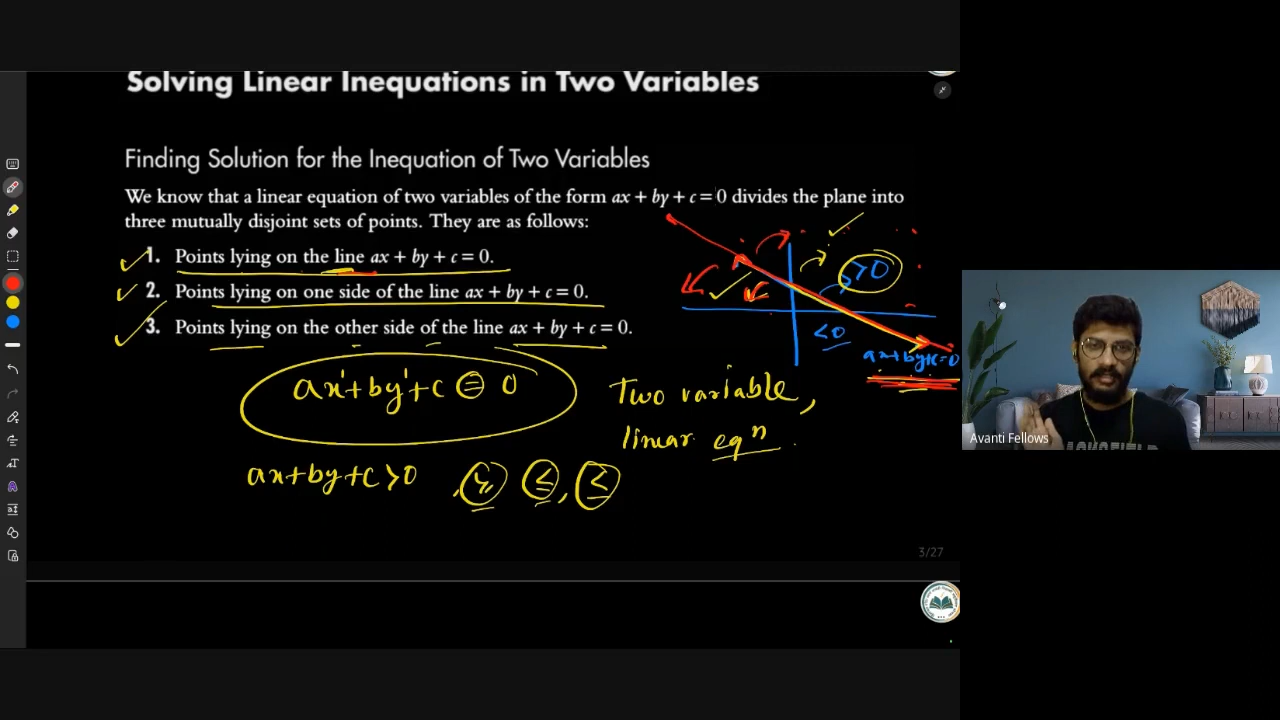 Solving Linear Inequations in Two Variables
Finding Solution for the Inequation of Two Variables
We know that a linear equation of two variables of the form ax + by + c = 0 divides the plane into
three mutually disjoint sets of points. They are as follows:
1. Points lying on the line ax + by + c = 0.
2. Points lying on one side of the line ax + by + c = 0.
3. Points lying on the other side of the line ax + by + c = 0.
>0
<0
ax+by+c=0
ax¹+by¹+c = 0
Two variable,
linear eqⁿ.
ax+by+c>0
Avanti Fellows
3/27